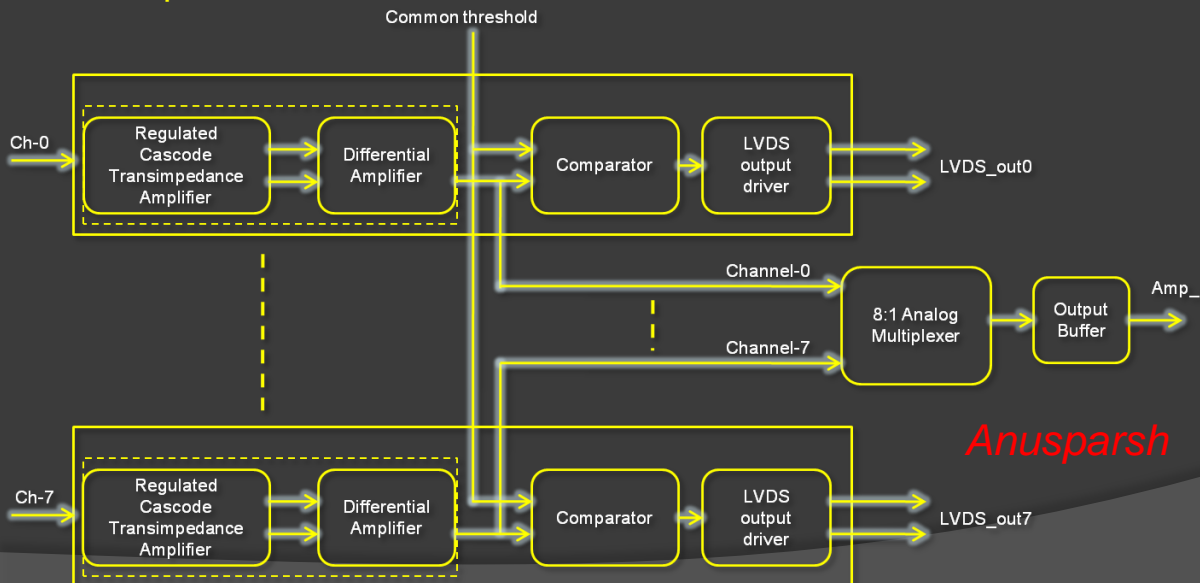 Common threshold
Ch-0
Regulated
Cascode
Transimpedance
Amplifier
Differential
Amplifier
Comparator
LVDS
output
driver
LVDS_out0
Channel-0
Channel-7
8:1 Analog
Multiplexer
Output
Buffer
Amp_
Anusparsh
Ch-7
Regulated
Cascode
Transimpedance
Amplifier
Differential
Amplifier
Comparator
LVDS
output
driver
LVDS_out7